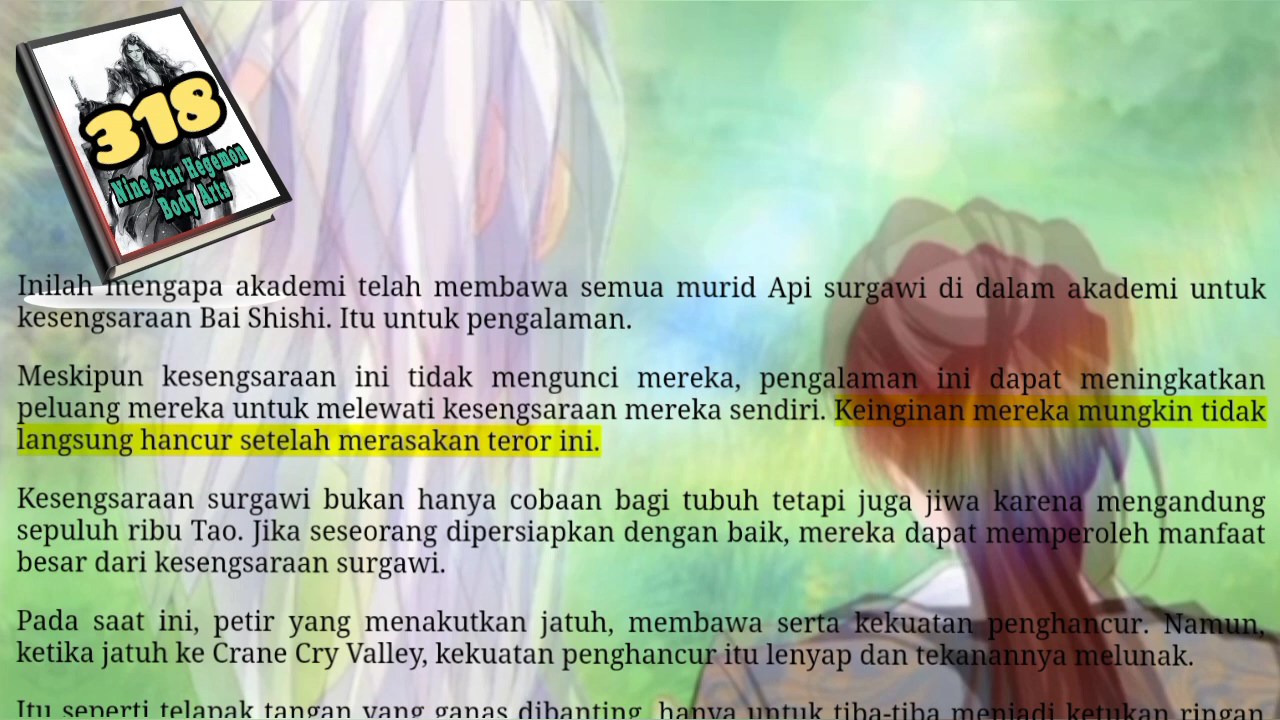 318
Nine Star Hegemon
Body Arts
Inilah mengapa akademi telah membawa semua murid Api surgawi di dalam akademi untuk
kesengsaraan Bai Shishi. Itu untuk pengalaman.
Meskipun kesengsaraan ini tidak mengunci mereka, pengalaman ini dapat meningkatkan
peluang mereka untuk melewati kesengsaraan mereka sendiri. Keinginan mereka mungkin tidak
langsung hancur setelah merasakan teror ini.
Kesengsaraan surgawi bukan hanya cobaan bagi tubuh tetapi juga jiwa karena mengandung
sepuluh ribu Tao. Jika seseorang dipersiapkan dengan baik, mereka dapat memperoleh manfaat
besar dari kesengsaraan surgawi.
Pada saat ini, petir yang menakutkan jatuh, membawa serta kekuatan penghancur. Namun,
ketika jatuh ke Crane Cry Valley, kekuatan penghancur itu lenyap dan tekanannya melunak.
Itu seperti telapak tangan yang ganas dibanting, hanya untuk tiba-tiba menjadi ketukan ringan